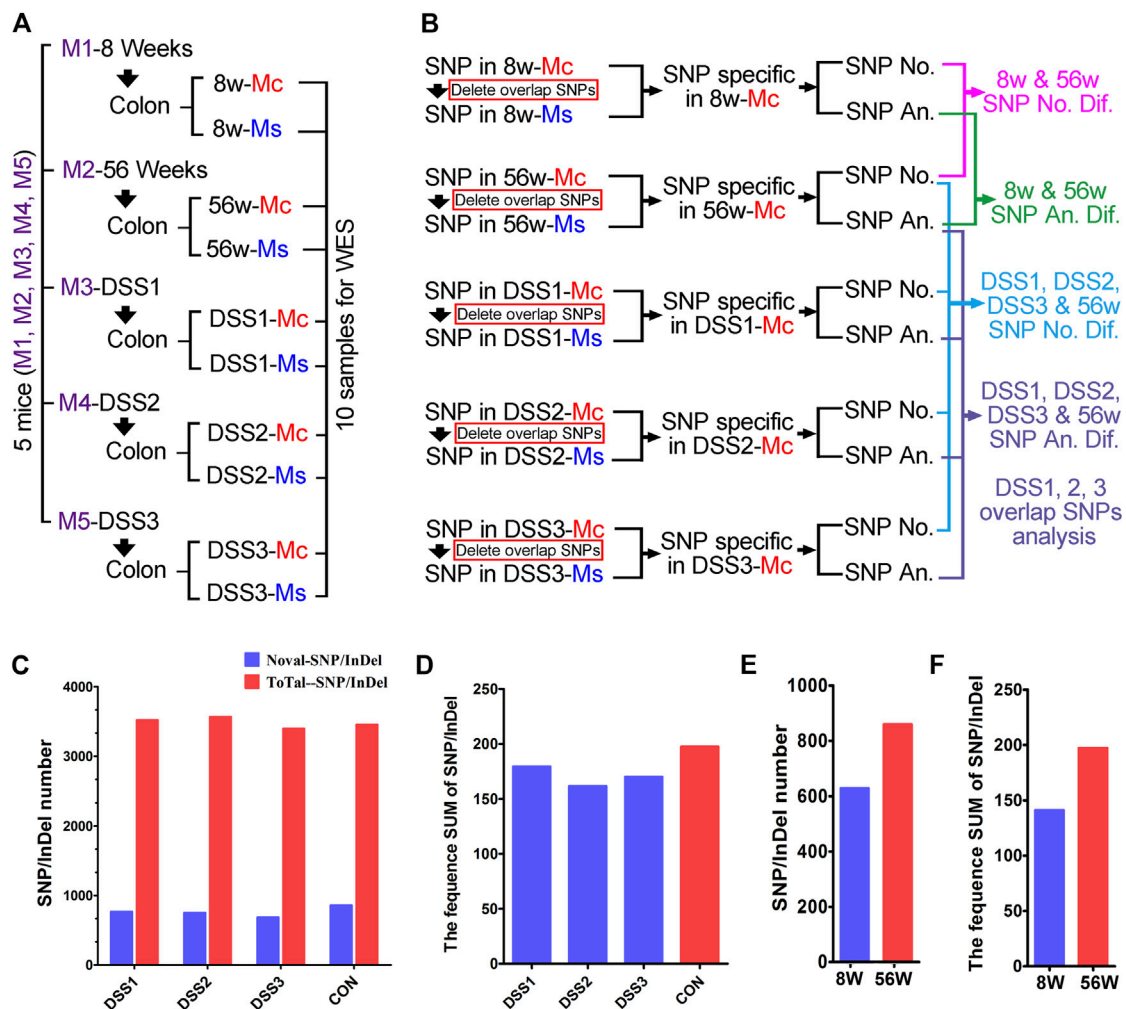 A
5 mice (M1, M2, M3, M4, M5)
M1-8 Weeks
Colon
8w-Mc
8w-Ms
M2-56 Weeks
Colon
56w-Mc
56w-Ms
M3-DSS1
Colon
DSS1-Mc
DSS1-Ms
M4-DSS2
Colon
DSS2-Mc
DSS2-Ms
M5-DSS3
Colon
DSS3-Mc
DSS3-Ms
10 samples for WES
B
SNP in 8w-Mc
Delete overlap SNPs
SNP in 8w-Ms
SNP specific
in 8w-Mc
SNP No.
SNP An.
SNP in 56w-Mc
Delete overlap SNPs
SNP in 56w-Ms
SNP specific
in 56w-Mc
SNP No.
SNP An.
SNP in DSS1-Mc
Delete overlap SNPs
SNP in DSS1-Ms
SNP specific
in DSS1-Mc
SNP No.
SNP An.
SNP in DSS2-Mc
Delete overlap SNPs
SNP in DSS2-Ms
SNP specific
in DSS2-Mc
SNP No.
SNP An.
SNP in DSS3-Mc
Delete overlap SNPs
SNP in DSS3-Ms
SNP specific
in DSS3-Mc
SNP No.
SNP An.
8w & 56w
SNP No. Dif.
8w & 56w
SNP An. Dif.
DSS1, DSS2,
DSS3 & 56w
SNP No. Dif.
DSS1, DSS2,
DSS3 & 56w
SNP An. Dif.
DSS1, 2, 3
overlap SNPs
analysis
C
Noval-SNP/InDel
ToTal--SNP/InDel
SNP/InDel number
4000
3000
2000
1000
0
DSS1
DSS2
DSS3
CON
D
The fequence SUM of SNP/InDel
250
200
150
100
50
0
DSS1
DSS2
DSS3
CON
E
SNP/InDel number
1000
800
600
400
200
0
8W
56W
F
The fequence SUM of SNP/InDel
250
200
150
100
50
0
8W
56W